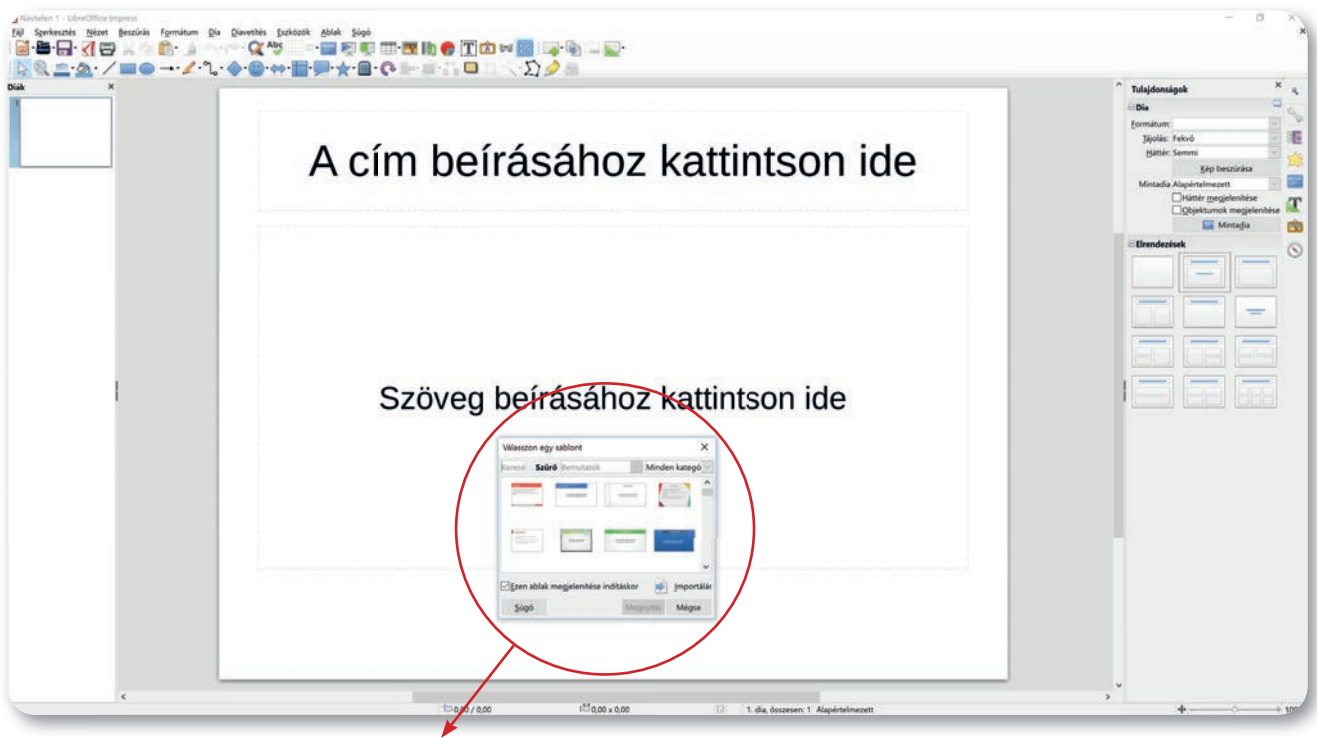 Névtelen 1 - LibreOffice Impress
Fájl Szerkesztés Nézet Beszúrás Formátum Dia Diavetítés Eszközök Ablak Súgó
Diák
1
Tulajdonságok
Dia
Formátum:
Tájolás: Fekvő
Háttér: Semmi
Kép beszúrása
Mintadia Alapértelmezett
Háttér megjelenítése
Objektumok megjelenítése
Mintadia
Elrendezések
A cím beírásához kattintson ide
Szöveg beírásához kattintson ide
Válasszon egy sablont
Keresé Szűrő Bemutatók Minden kategó
Ezen ablak megjelenítése indításkor Importálár
Súgó Megnyitás Mégse
0,00 / 0,00 0,00 x 0,00 1. dia, összesen: 1 Alapértelmezett